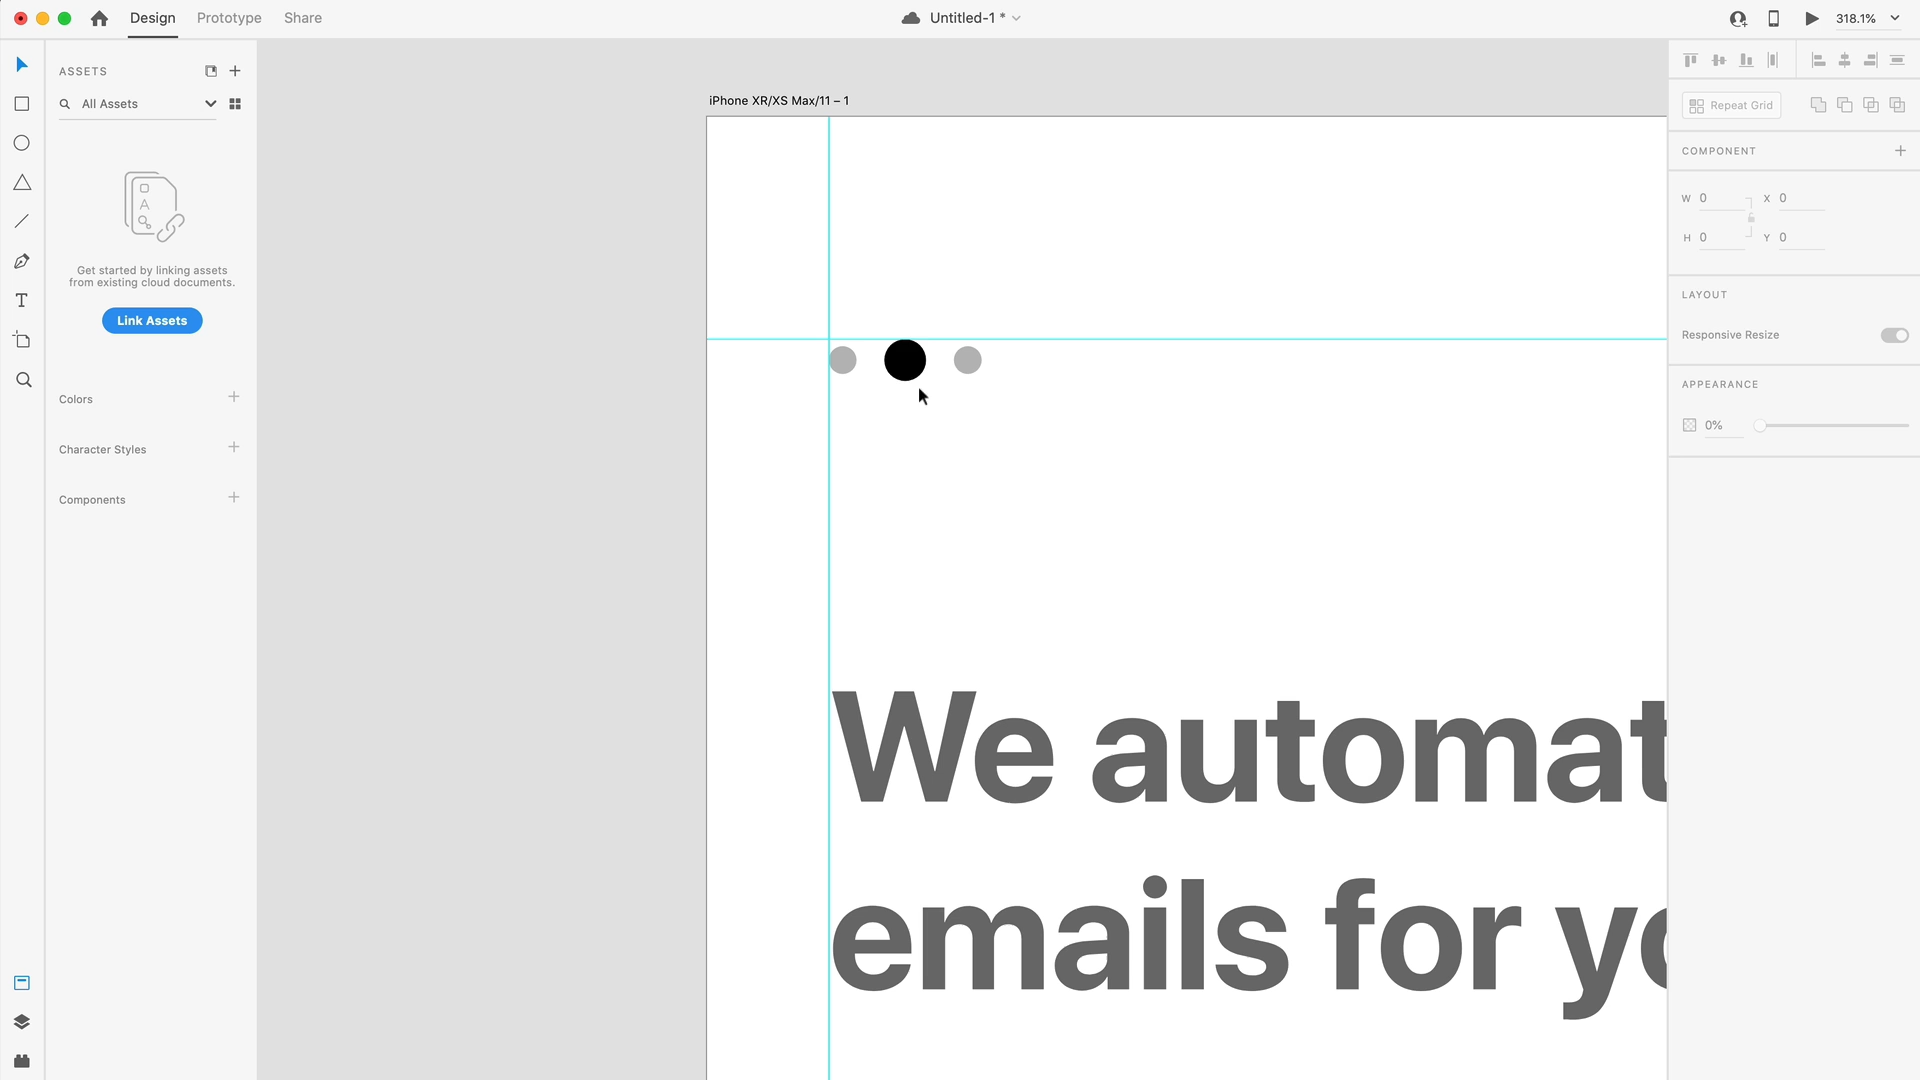 Design Prototype Share
Untitled-1 *
318.1%
ASSETS
All Assets
Get started by linking assets
from existing cloud documents.
Link Assets
Colors
Character Styles
Components
iPhone XR/XS Max/11 – 1
We automat
emails for yo
Repeat Grid
COMPONENT
W 0 X 0
H 0 Y 0
LAYOUT
Responsive Resize
APPEARANCE
0%